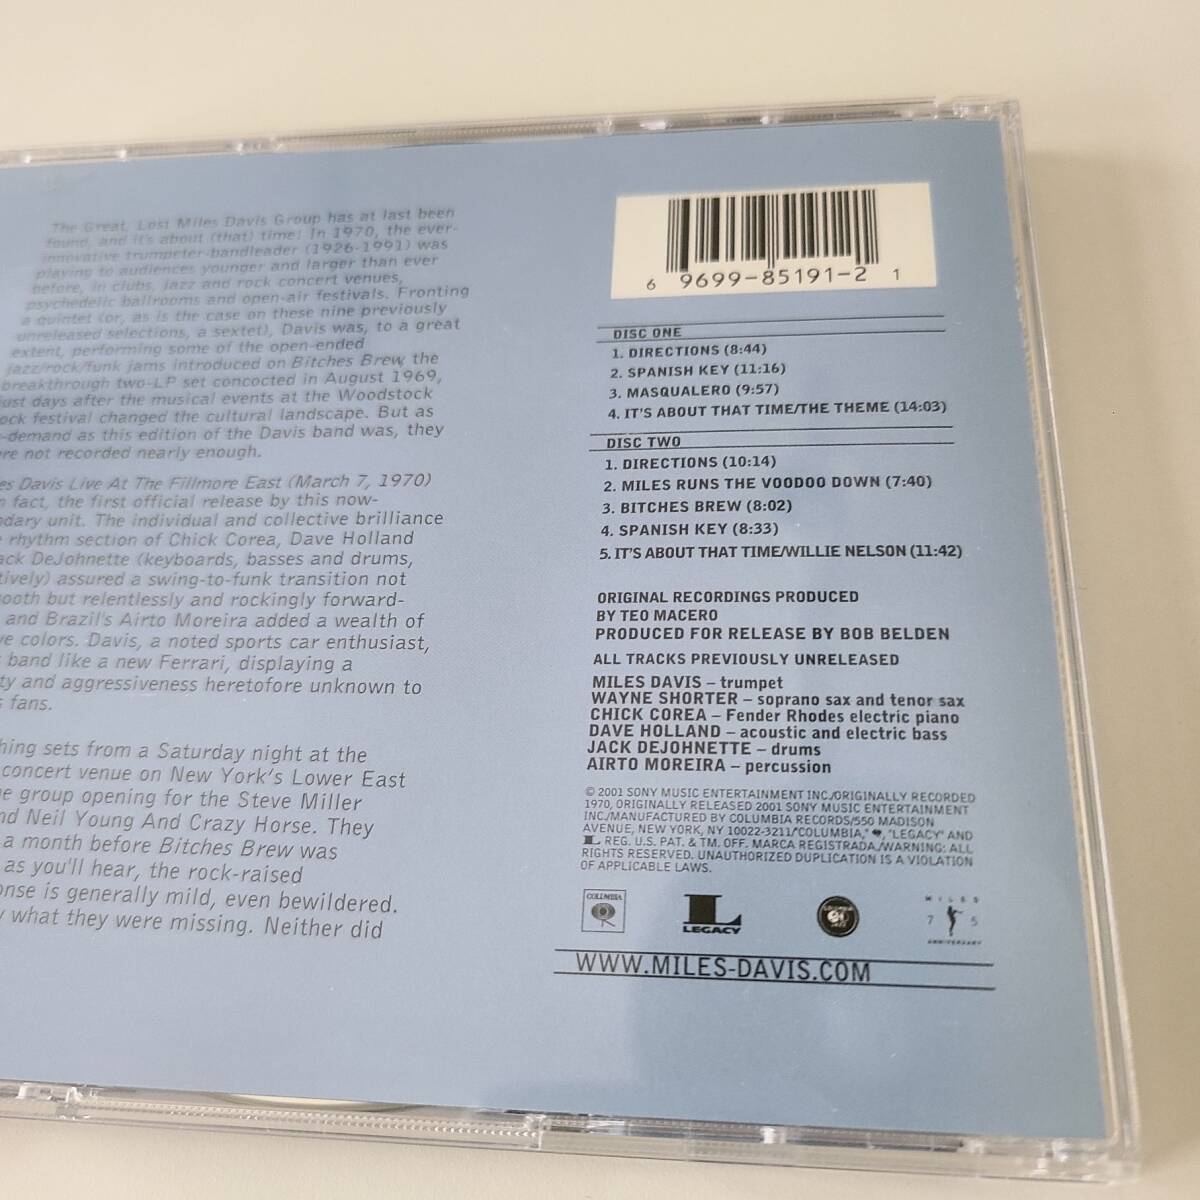 The Great, Lost Miles Davis Group has at last been
found, and it's about (that) time! In 1970, the ever-
innovative trumpeter-bandleader (1926-1991) was
playing to audiences younger and larger than ever
before, in clubs, jazz and rock concert venues,
psychedelic ballrooms and open-air festivals. Fronting
a quintet (or, as is the case on these nine previously
unreleased selections, a sextet), Davis was, to a great
extent, performing some of the open-ended
jazz/rock/funk jams introduced on Bitches Brew, the
breakthrough two-LP set concocted in August 1969,
just days after the musical events at the Woodstock
ock festival changed the cultural landscape. But as
-demand as this edition of the Davis band was, they
re not recorded nearly enough.
es Davis Live At The Fillmore East (March 7, 1970)
n fact, the first official release by this now-
ndary unit. The individual and collective brilliance
rhythm section of Chick Corea, Dave Holland
ack DeJohnette (keyboards, basses and drums,
tively) assured a swing-to-funk transition not
ooth but relentlessly and rockingly forward-
and Brazil's Airto Moreira added a wealth of
ve colors. Davis, a noted sports car enthusiast,
band like a new Ferrari, displaying a
ty and aggressiveness heretofore unknown to
s fans.
hing sets from a Saturday night at the
concert venue on New York's Lower East
e group opening for the Steve Miller
nd Neil Young And Crazy Horse. They
a month before Bitches Brew was
as you'll hear, the rock-raised
onse is generally mild, even bewildered.
what they were missing. Neither did
6 9699-85191-2 1
DISC ONE
1. DIRECTIONS (8:44)
2. SPANISH KEY (11:16)
3. MASQUALERO (9:57)
4. IT'S ABOUT THAT TIME/THE THEME (14:03)
DISC TWO
1. DIRECTIONS (10:14)
2. MILES RUNS THE VOODOO DOWN (7:40)
3. BITCHES BREW (8:02)
4. SPANISH KEY (8:33)
5. IT'S ABOUT THAT TIME/WILLIE NELSON (11:42)
ORIGINAL RECORDINGS PRODUCED
BY TEO MACERO
PRODUCED FOR RELEASE BY BOB BELDEN
ALL TRACKS PREVIOUSLY UNRELEASED
MILES DAVIS – trumpet
WAYNE SHORTER – soprano sax and tenor sax
CHICK COREA – Fender Rhodes electric piano
DAVE HOLLAND – acoustic and electric bass
JACK DEJOHNETTE – drums
AIRTO MOREIRA – percussion
© 2001 SONY MUSIC ENTERTAINMENT INC./ORIGINALLY RECORDED
1970, ORIGINALLY RELEASED 2001 SONY MUSIC ENTERTAINMENT
INC./MANUFACTURED BY COLUMBIA RECORDS/550 MADISON
AVENUE, NEW YORK, NY 10022-3211/"COLUMBIA," "LEGACY" AND
L REG. U.S. PAT. & TM. OFF. MARCA REGISTRADA./WARNING: ALL
RIGHTS RESERVED. UNAUTHORIZED DUPLICATION IS A VIOLATION
OF APPLICABLE LAWS.
COLUMBIA
L LEGACY
MILES
75
ANNIVERSARY
WWW.MILES-DAVIS.COM